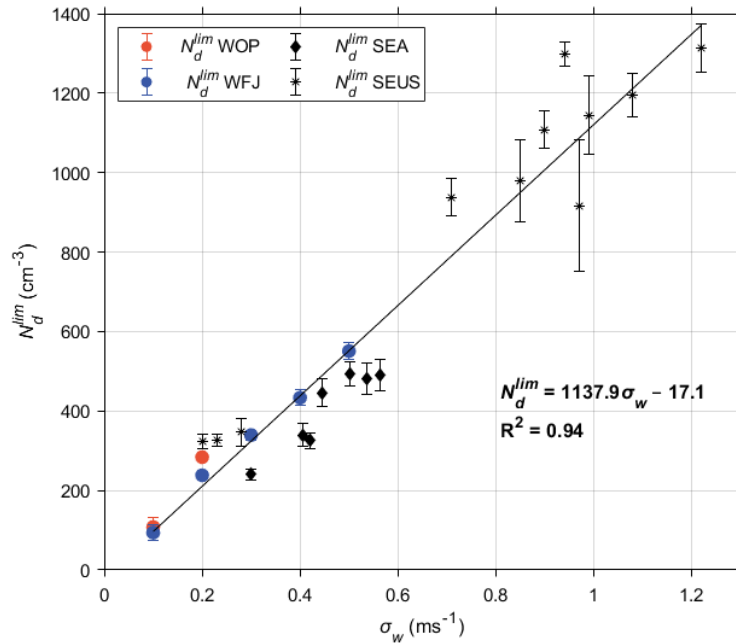 N_d^lim WOP
N_d^lim SEA
N_d^lim WFJ
N_d^lim SEUS
1400
1200
1000
800
600
400
200
0
N_d^lim (cm^-3)
N_d^lim = 1137.9σ_w − 17.1
R^2 = 0.94
0
0.2
0.4
0.6
0.8
1
1.2
σ_w (ms^-1)